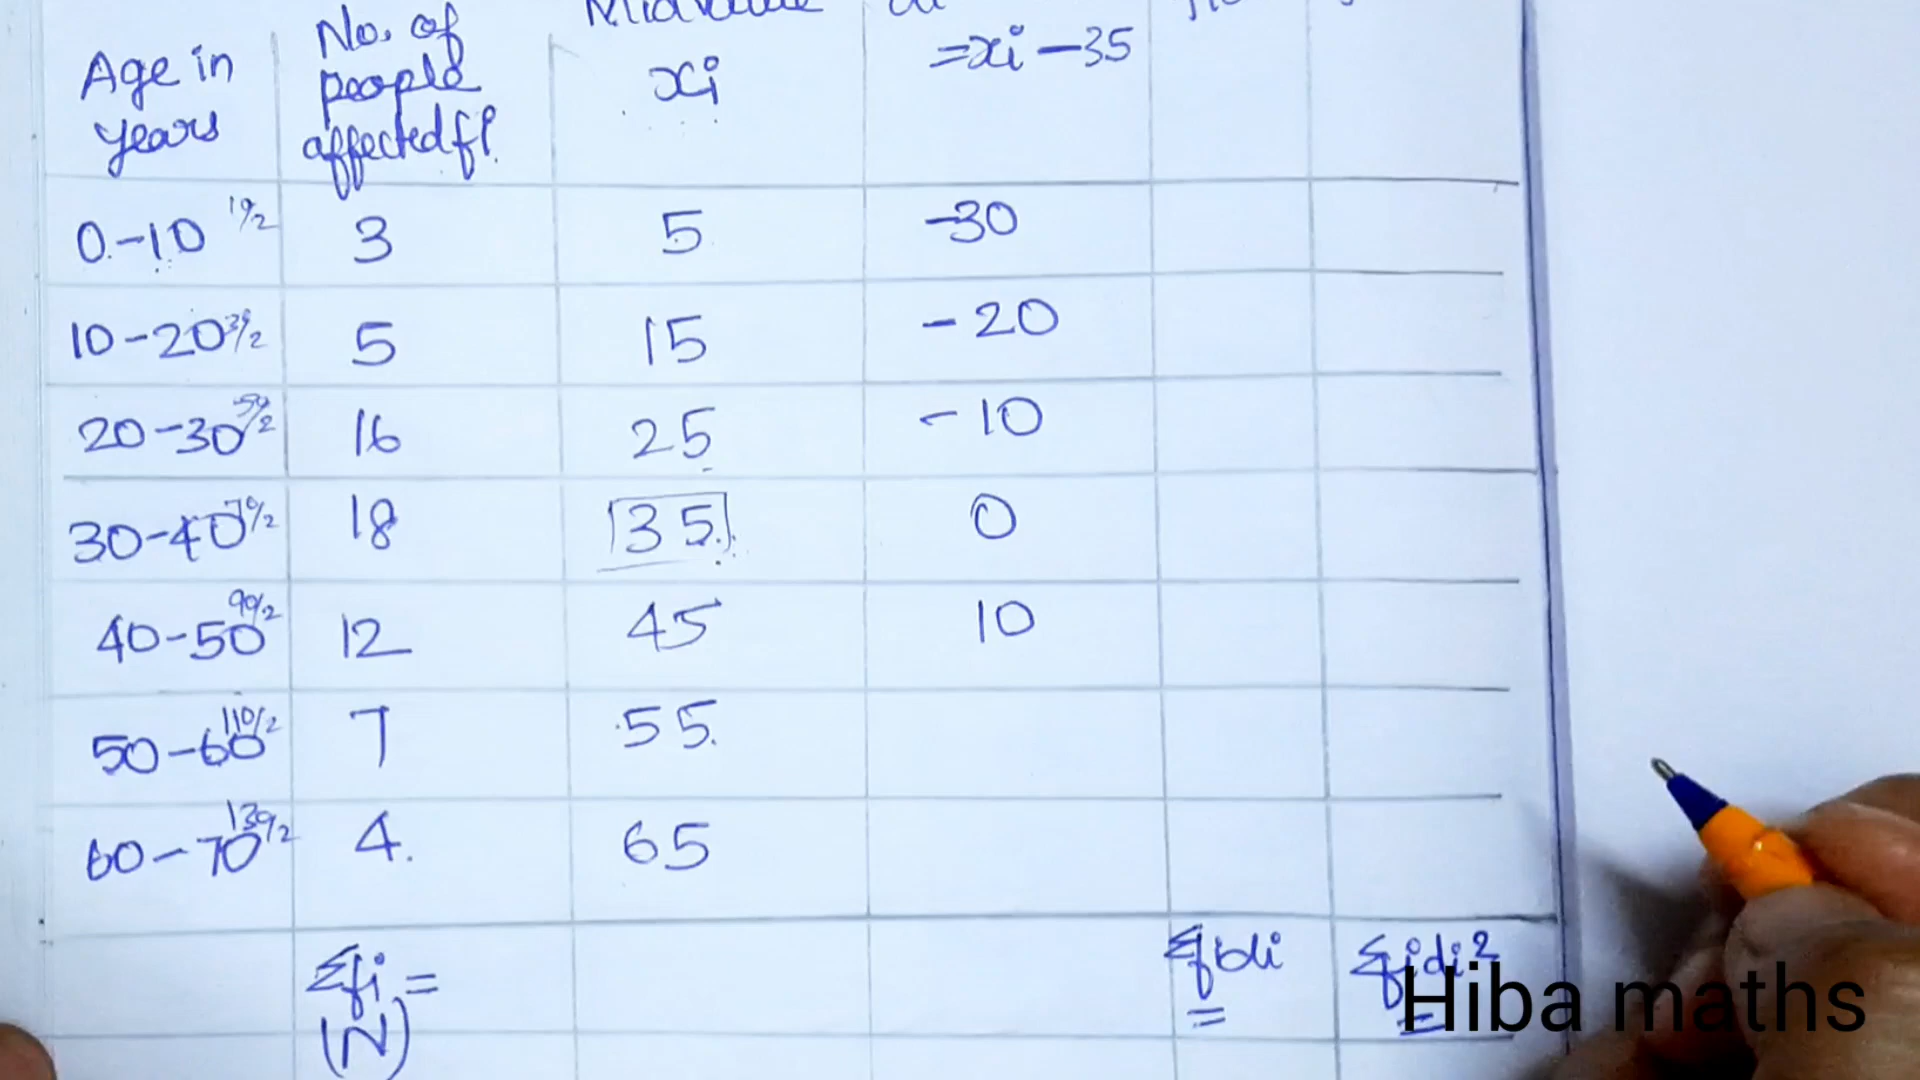 Age in years
No. of people affected fi
xi
=xi-35
0-10 10/2 3 5 -30
10-20 30/2 5 15 -20
20-30 50/2 16 25 -10
30-40 70/2 18 35 0
40-50 90/2 12 45 10
50-60 110/2 7 55
60-70 130/2 4 65
Σfi = (N)
Σfidi =
Σfidi² =
Hiba maths